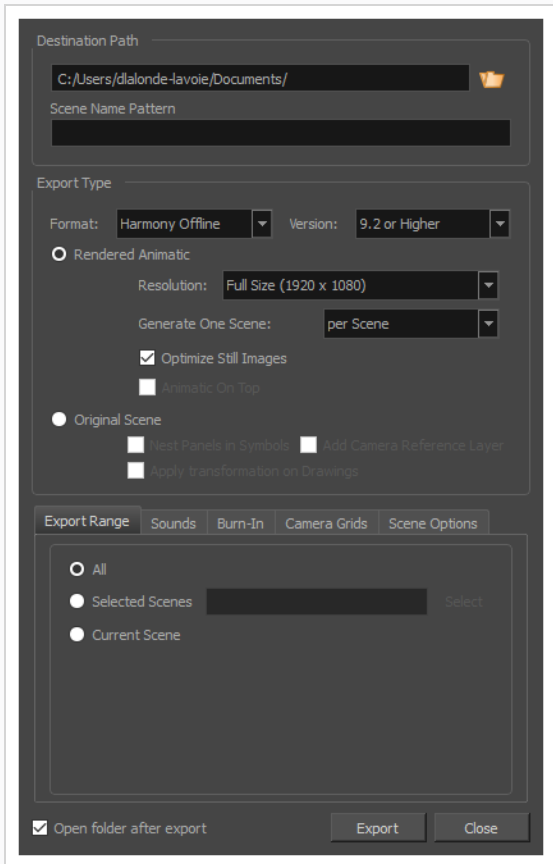 Destination Path
C:/Users/dlalonde-lavoie/Documents/
Scene Name Pattern
Export Type
Format: Harmony Offline Version: 9.2 or Higher
Rendered Animatic
Resolution: Full Size (1920 x 1080)
Generate One Scene: per Scene
Optimize Still Images
Animatic On Top
Original Scene
Nest Panels in Symbols Add Camera Reference Layer
Apply transformation on Drawings
Export Range Sounds Burn-In Camera Grids Scene Options
All
Selected Scenes Select
Current Scene
Open folder after export Export Close